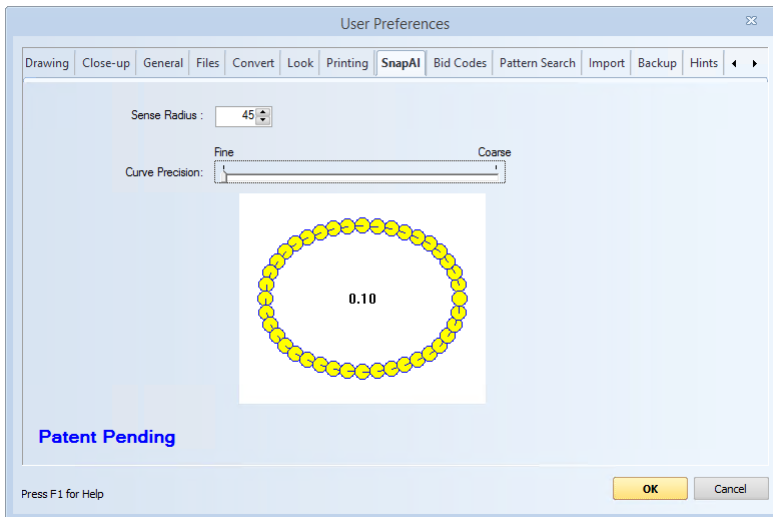 User Preferences
Drawing Close-up General Files Convert Look Printing SnapAI Bid Codes Pattern Search Import Backup Hints
Sense Radius : 45
Fine Coarse
Curve Precision:
0.10
Patent Pending
Press F1 for Help
OK Cancel